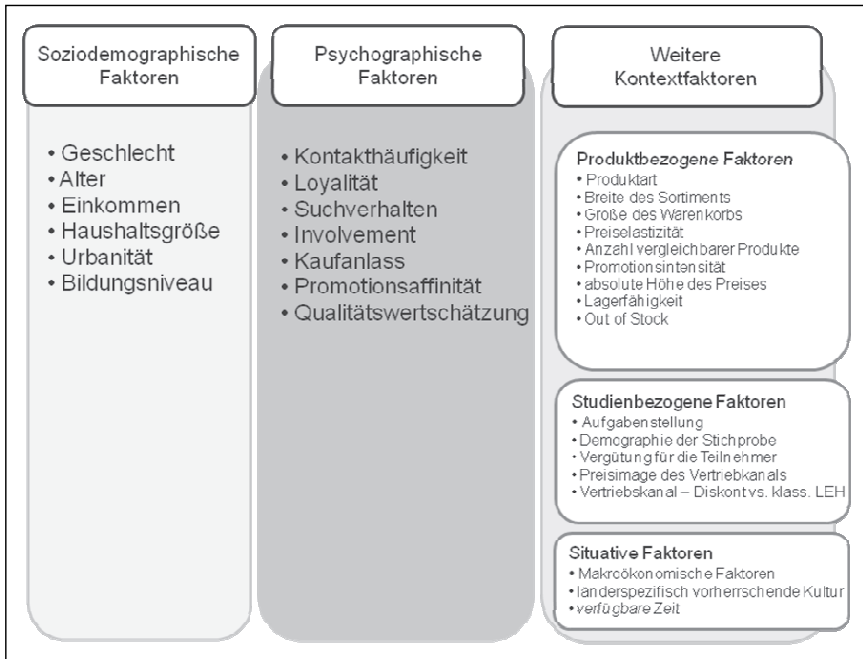 Soziodemographische
Faktoren
• Geschlecht
• Alter
• Einkommen
• Haushaltsgröße
• Urbanität
• Bildungsniveau
Psychographische
Faktoren
• Kontakthäufigkeit
• Loyalität
• Suchverhalten
• Involvement
• Kaufanlass
• Promotionsaffinität
• Qualitätswertschätzung
Weitere
Kontextfaktoren
Produktbezogene Faktoren
• Produktart
• Breite des Sortiments
• Größe des Warenkorbs
• Preiselastizität
• Anzahl vergleichbarer Produkte
• Promotionsintensität
• absolute Höhe des Preises
• Lagerfähigkeit
• Out of Stock
Studienbezogene Faktoren
• Aufgabenstellung
• Demographie der Stichprobe
• Vergütung für die Teilnehmer
• Preisimage des Vertriebkanals
• Vertriebskanal – Diskont vs. klass. LEH
Situative Faktoren
• Makroökonomische Faktoren
• länderspezifisch vorherrschende Kultur
• verfügbare Zeit